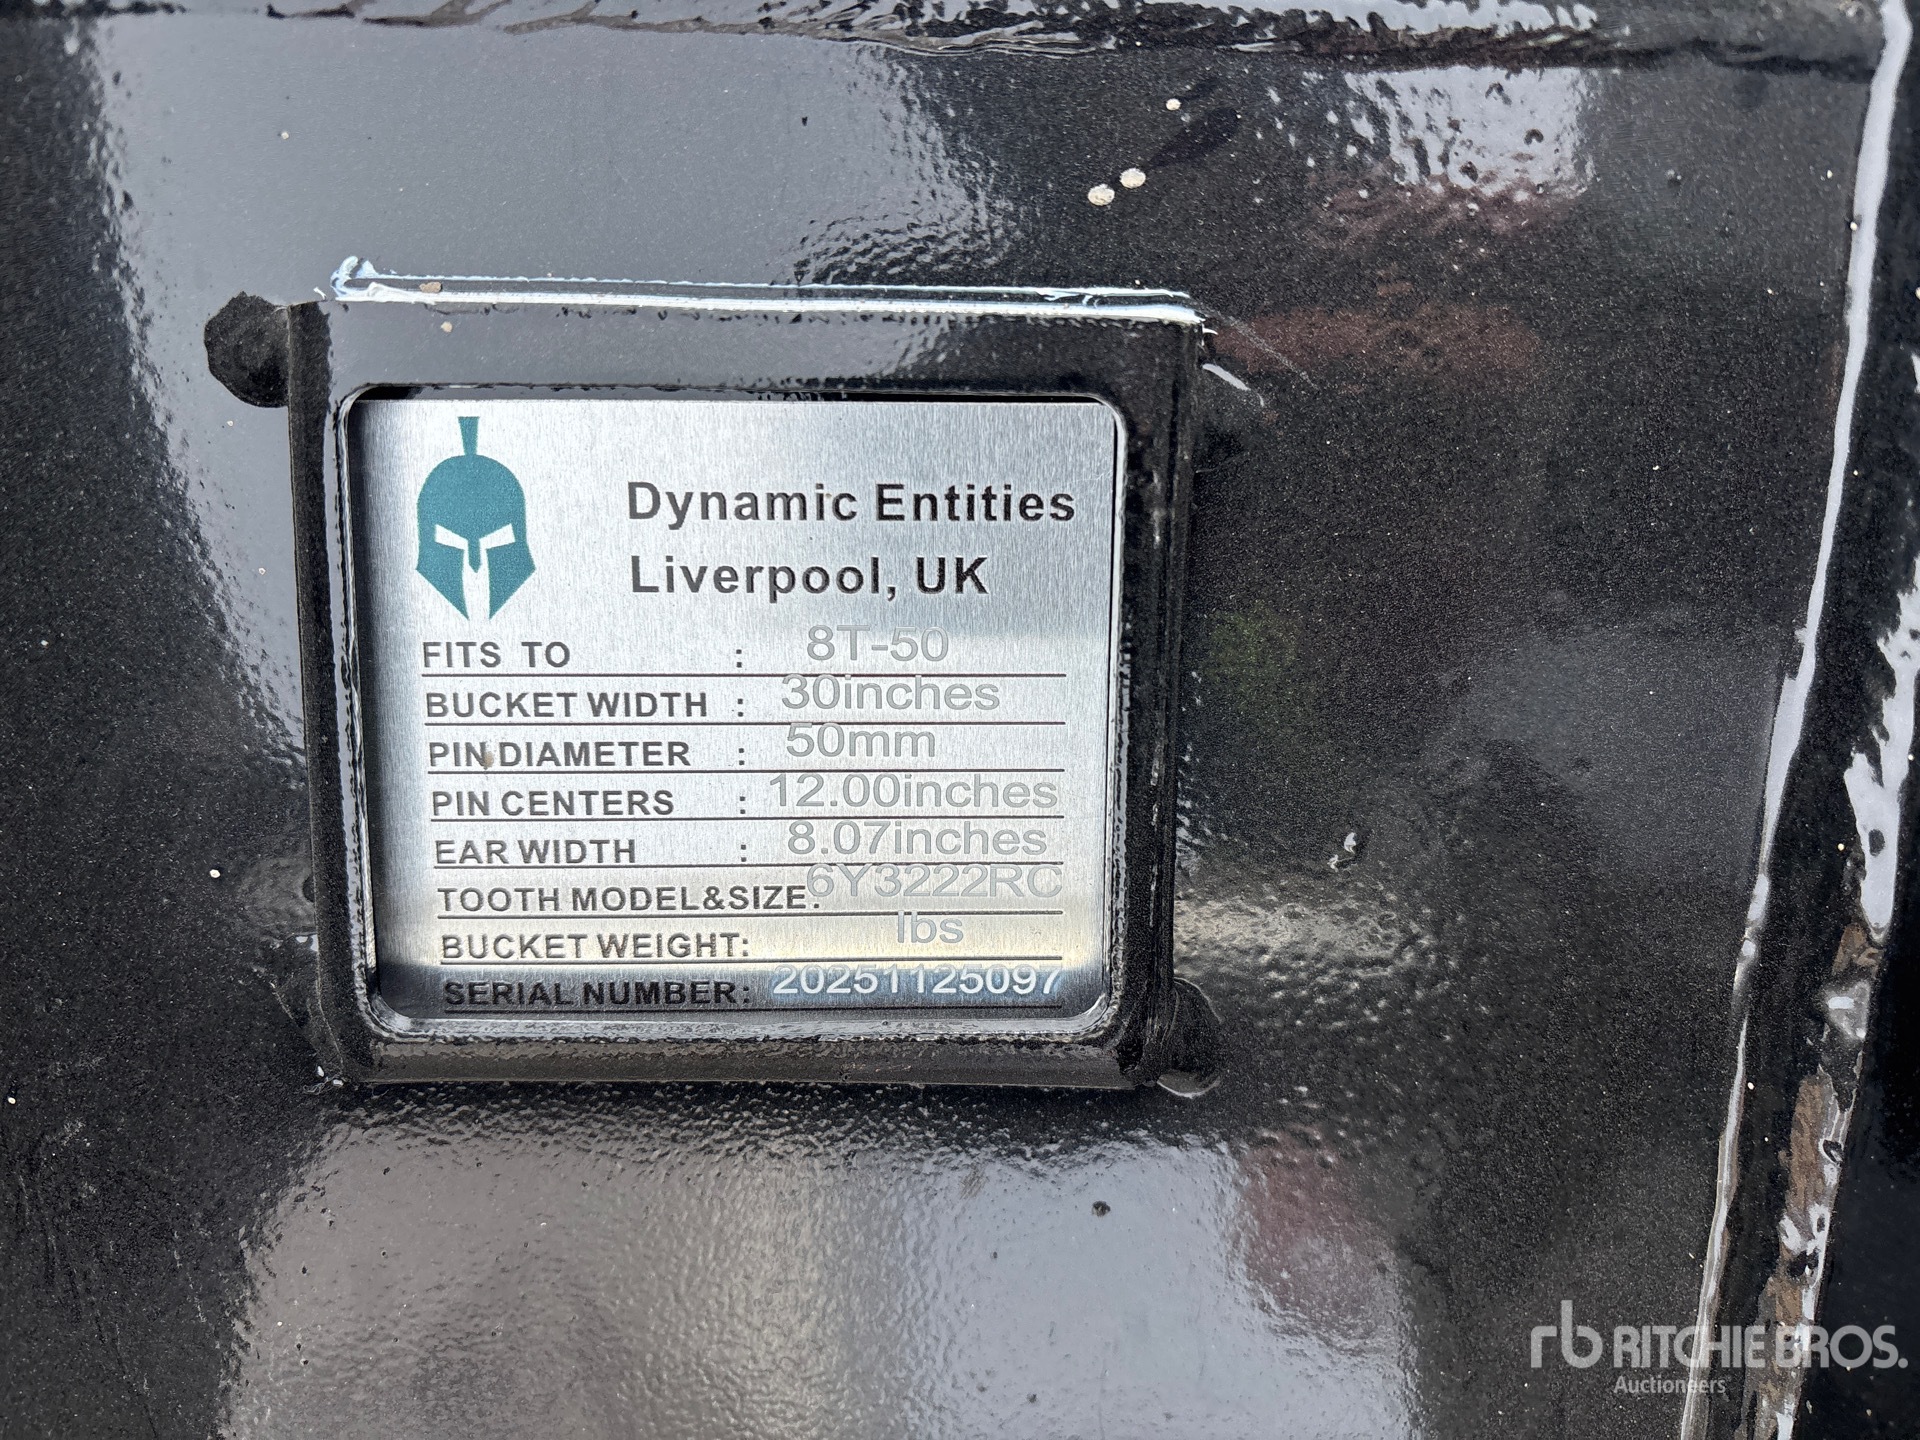 Dynamic Entities
Liverpool, UK
FITS TO : 8T-50
BUCKET WIDTH : 30inches
PIN DIAMETER : 50mm
PIN CENTERS : 12.00inches
EAR WIDTH : 8.07inches
TOOTH MODEL&SIZE: 6Y3222RC
BUCKET WEIGHT: lbs
SERIAL NUMBER: 20251125097
rb RITCHIE BROS.
Auctioneers